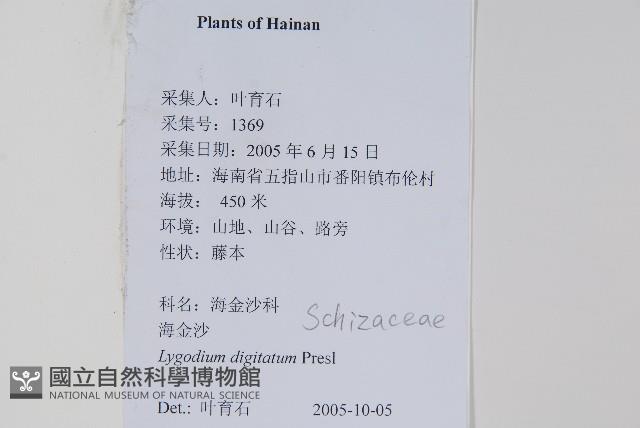 Plants of Hainan
采集人：叶育石
采集号：1369
采集日期：2005 年 6 月 15 日
地址：海南省五指山市番阳镇布伦村
海拔： 450 米
环境：山地、山谷、路旁
性状：藤本
科名：海金沙科
Schizaceae
海金沙
Lygodium digitatum Presl
國立自然科學博物館
NATIONAL MUSEUM OF NATURAL SCIENCE
Det.: 叶育石 2005-10-05